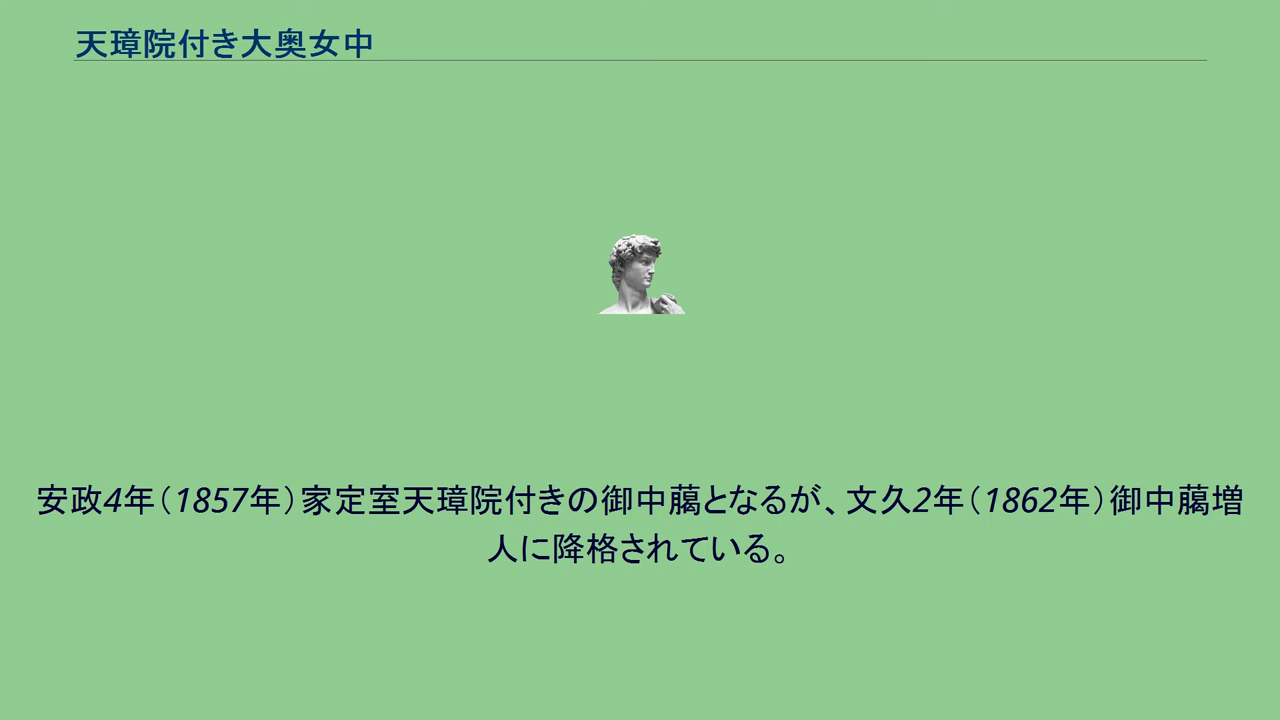 天璋院付き大奥女中
安政4年（1857年）家定室天璋院付きの御中臈となるが、文久2年（1862年）御中臈増
人に降格されている。